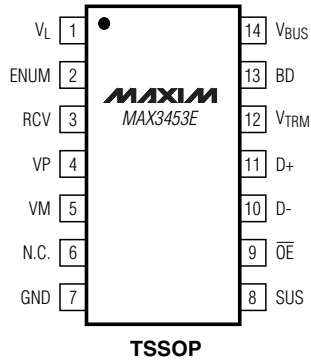 VL 1 14 VBUS
ENUM 2 13 BD
MAXIM
RCV 3 MAX3453E 12 VTRM
VP 4 11 D+
VM 5 10 D-
N.C. 6 9 O̅E̅
GND 7 8 SUS
TSSOP